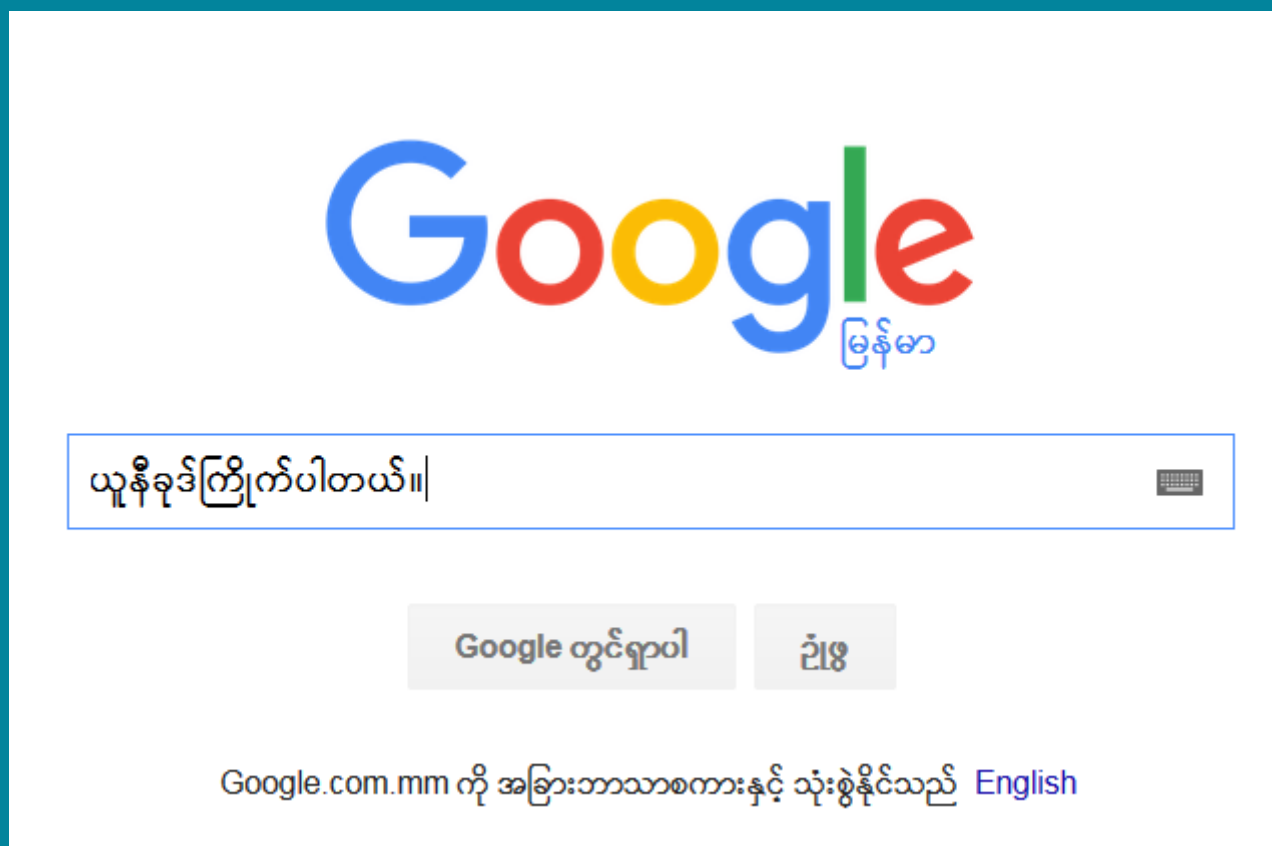 Google
မြန်မာ
ယူနီခုဒ်ကြိုက်ပါတယ်။
Google တွင်ရှာပါ
ဥုံဖွ
Google.com.mm ကို အခြားဘာသာစကားနှင့် သုံးစွဲနိုင်သည် English